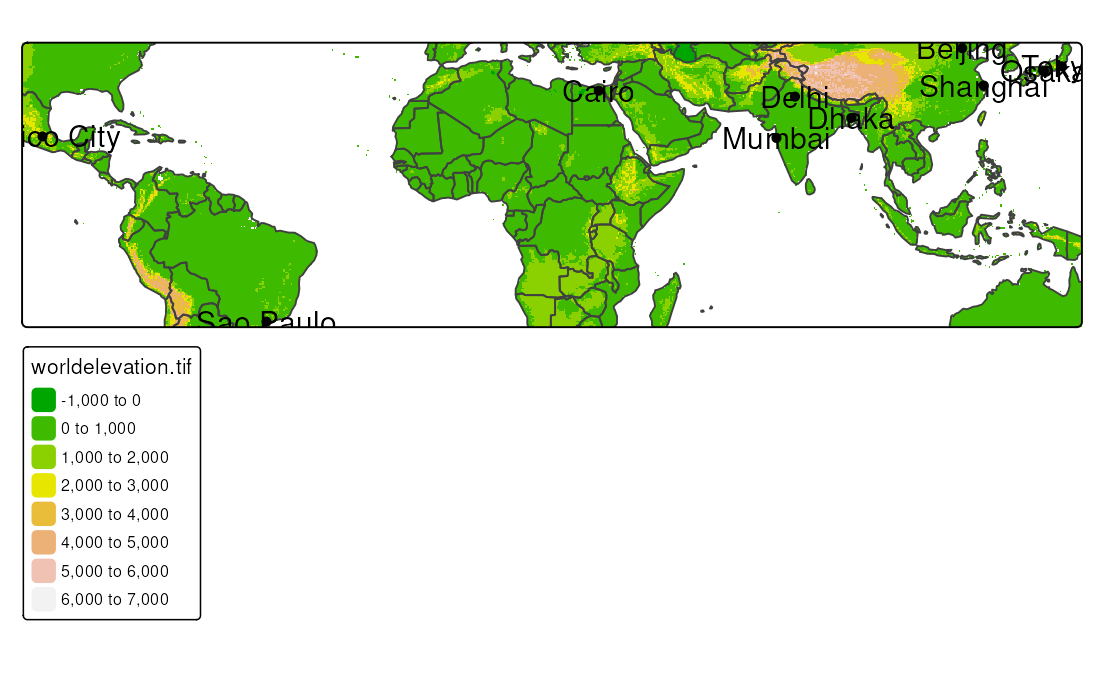 Beijing
Toky
Osaka
Shanghai
Cairo
Delhi
Dhaka
ico City
Mumbai
Sao Paulo
worldelevation.tif
-1,000 to 0
0 to 1,000
1,000 to 2,000
2,000 to 3,000
3,000 to 4,000
4,000 to 5,000
5,000 to 6,000
6,000 to 7,000